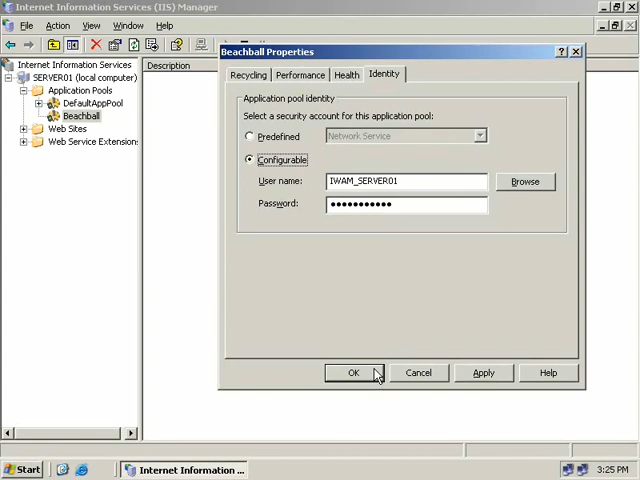 Internet Information Services (IIS) Manager
File Action View Window Help
Internet Information Services
SERVER01 (local computer)
Application Pools
DefaultAppPool
Beachball
Web Sites
Web Service Extension
Description
Beachball Properties
Recycling Performance Health Identity
Application pool identity
Select a security account for this application pool:
Predefined Network Service
Configurable
User name: IWAM_SERVER01 Browse
Password: ●●●●●●●●●●●
OK Cancel Apply Help
Start Internet Information ... 3:25 PM